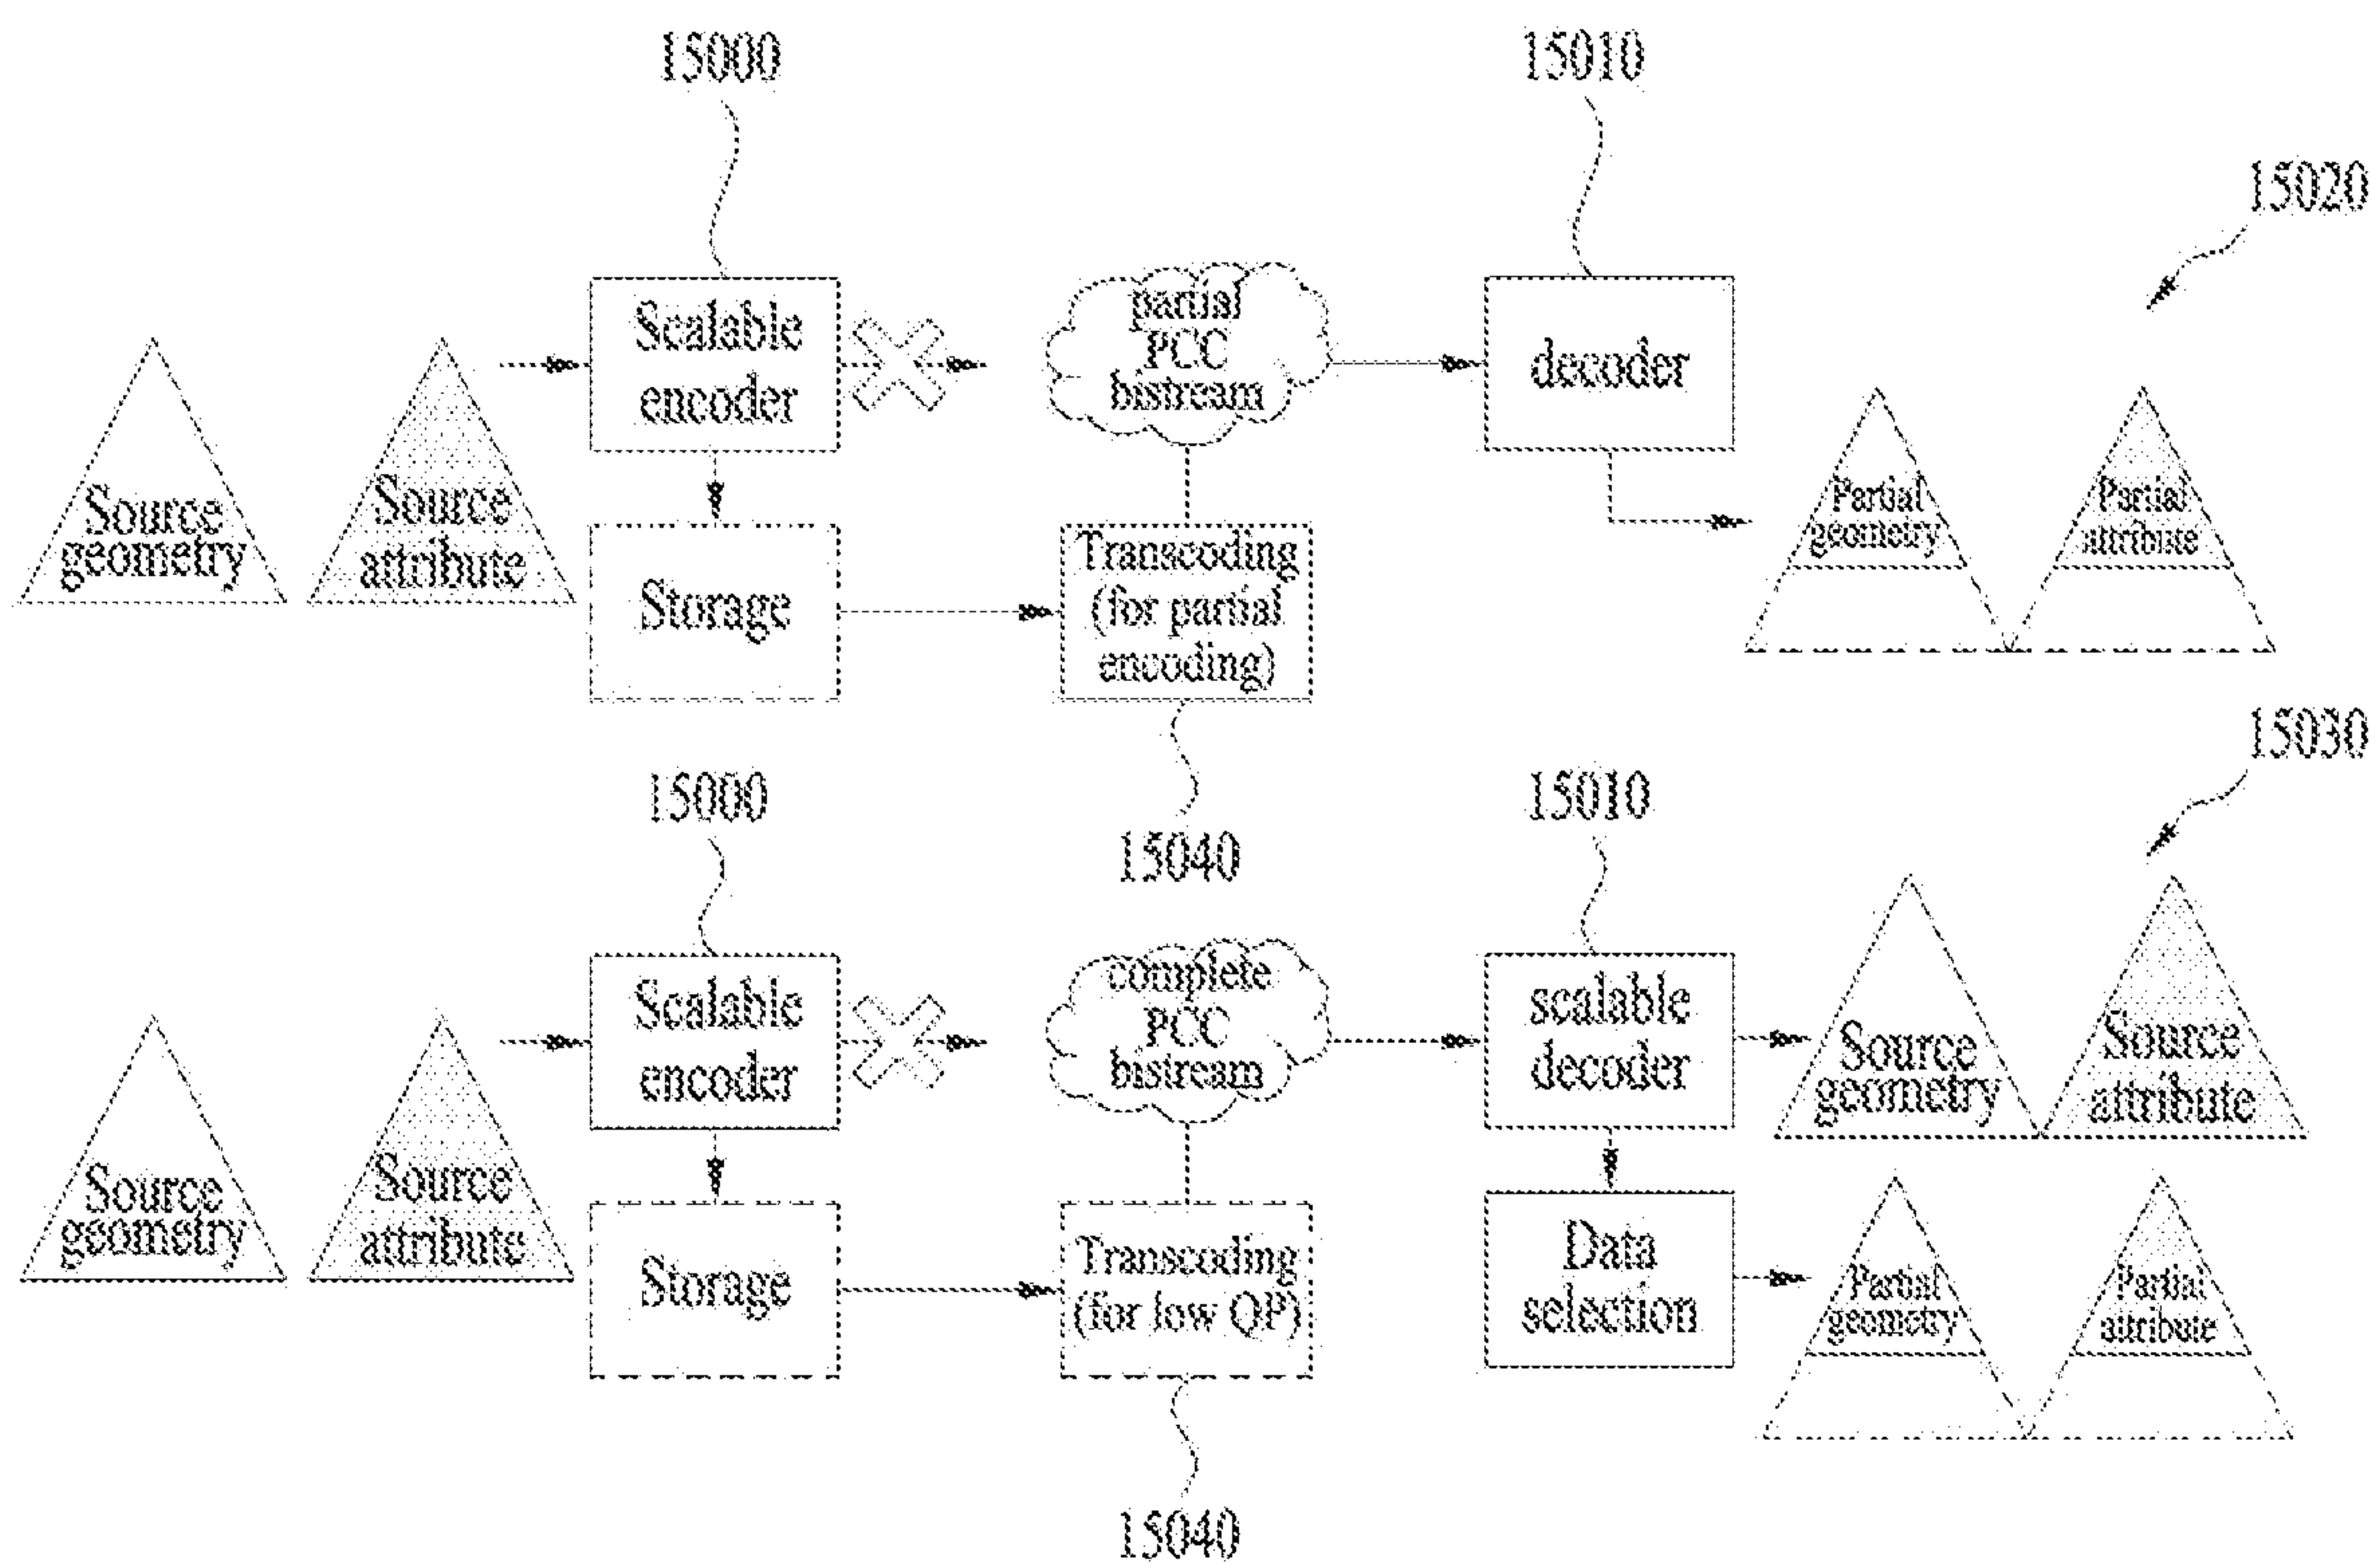 15000
15010
15020
Scalable
encoder
partial
PCC
bistream
decoder
Source
geometry
Source
attribute
Storage
Transcoding
(for partial
encoding)
Partial
geometry
Partial
attribute
15040
15000
15010
15030
Scalable
encoder
complete
PCC
bistream
scalable
decoder
Source
geometry
Source
attribute
Source
geometry
Source
attribute
Storage
Transcoding
(for low QP)
Data
selection
Partial
geometry
Partial
attribute
15040